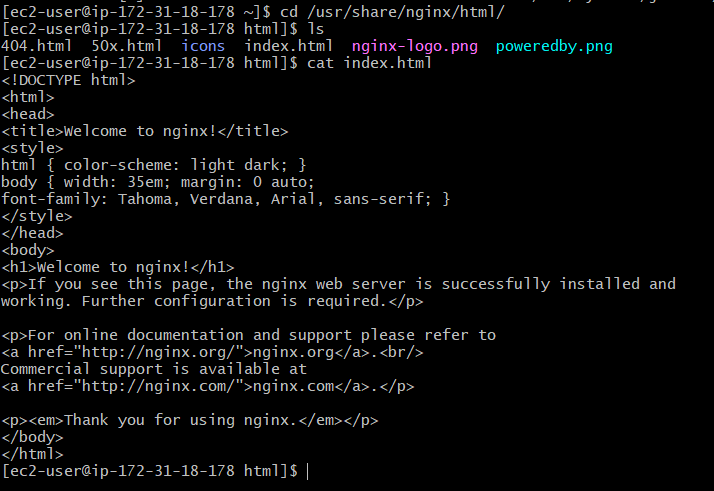 [ec2-user@ip-172-31-18-178 ~]$ cd /usr/share/nginx/html/
[ec2-user@ip-172-31-18-178 html]$ ls
404.html  50x.html  icons  index.html  nginx-logo.png  poweredby.png
[ec2-user@ip-172-31-18-178 html]$ cat index.html
<!DOCTYPE html>
<html>
<head>
<title>Welcome to nginx!</title>
<style>
html { color-scheme: light dark; }
body { width: 35em; margin: 0 auto;
font-family: Tahoma, Verdana, Arial, sans-serif; }
</style>
</head>
<body>
<h1>Welcome to nginx!</h1>
<p>If you see this page, the nginx web server is successfully installed and
working. Further configuration is required.</p>

<p>For online documentation and support please refer to
<a href="http://nginx.org/">nginx.org</a>.<br/>
Commercial support is available at
<a href="http://nginx.com/">nginx.com</a>.</p>

<p><em>Thank you for using nginx.</em></p>
</body>
</html>
[ec2-user@ip-172-31-18-178 html]$